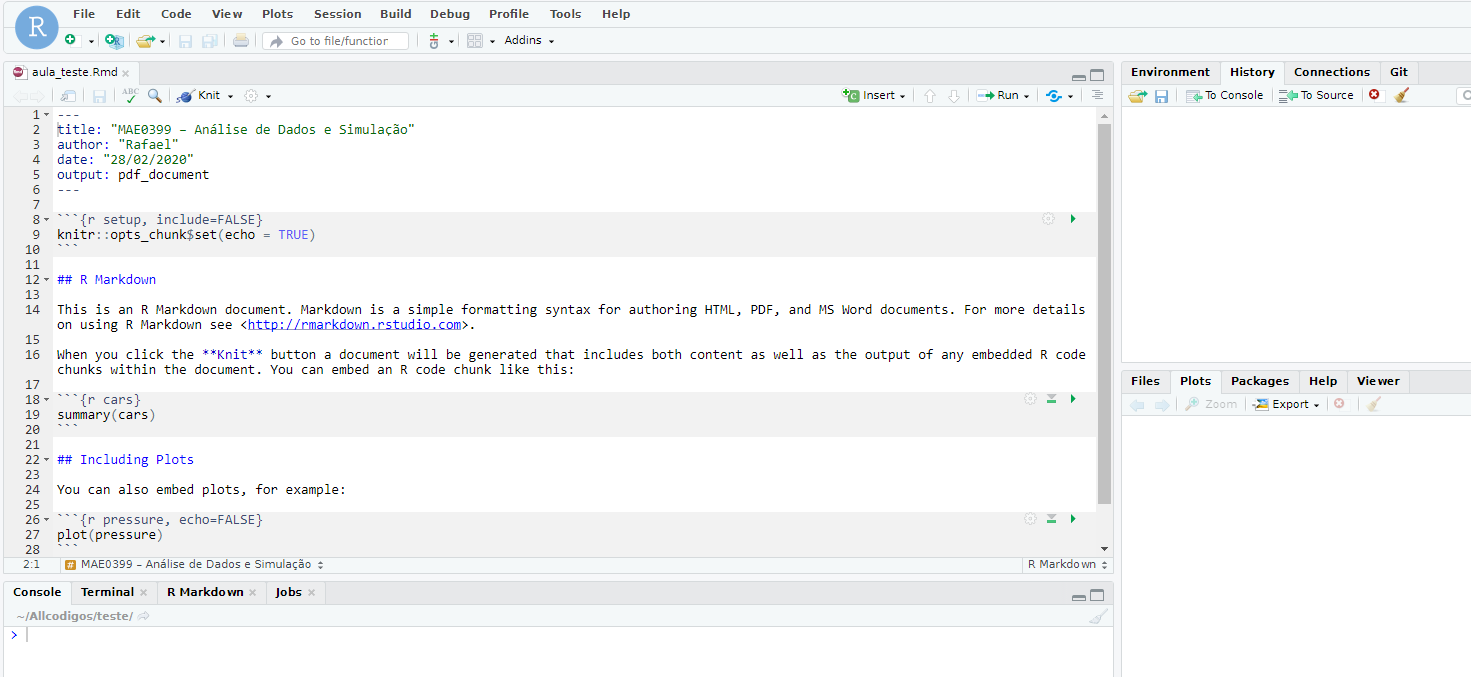 R
File Edit Code View Plots Session Build Debug Profile Tools Help
Go to file/functior
Addins
aula_teste.Rmd
ABC
Knit
Insert
Run
1 ---
2 title: "MAE0399 – Análise de Dados e Simulação"
3 author: "Rafael"
4 date: "28/02/2020"
5 output: pdf_document
6 ---
7
8 ```{r setup, include=FALSE}
9 knitr::opts_chunk$set(echo = TRUE)
10 ```
11
12 ## R Markdown
13
14 This is an R Markdown document. Markdown is a simple formatting syntax for authoring HTML, PDF, and MS Word documents. For more details
on using R Markdown see <http://rmarkdown.rstudio.com>.
15
16 When you click the **Knit** button a document will be generated that includes both content as well as the output of any embedded R code
chunks within the document. You can embed an R code chunk like this:
17
18 ```{r cars}
19 summary(cars)
20 ```
21
22 ## Including Plots
23
24 You can also embed plots, for example:
25
26 ```{r pressure, echo=FALSE}
27 plot(pressure)
28 ```
2:1 # MAE0399 – Análise de Dados e Simulação R Markdown
Console Terminal R Markdown Jobs
~/Allcodigos/teste/
>
Environment History Connections Git
To Console To Source
Files Plots Packages Help Viewer
Zoom Export